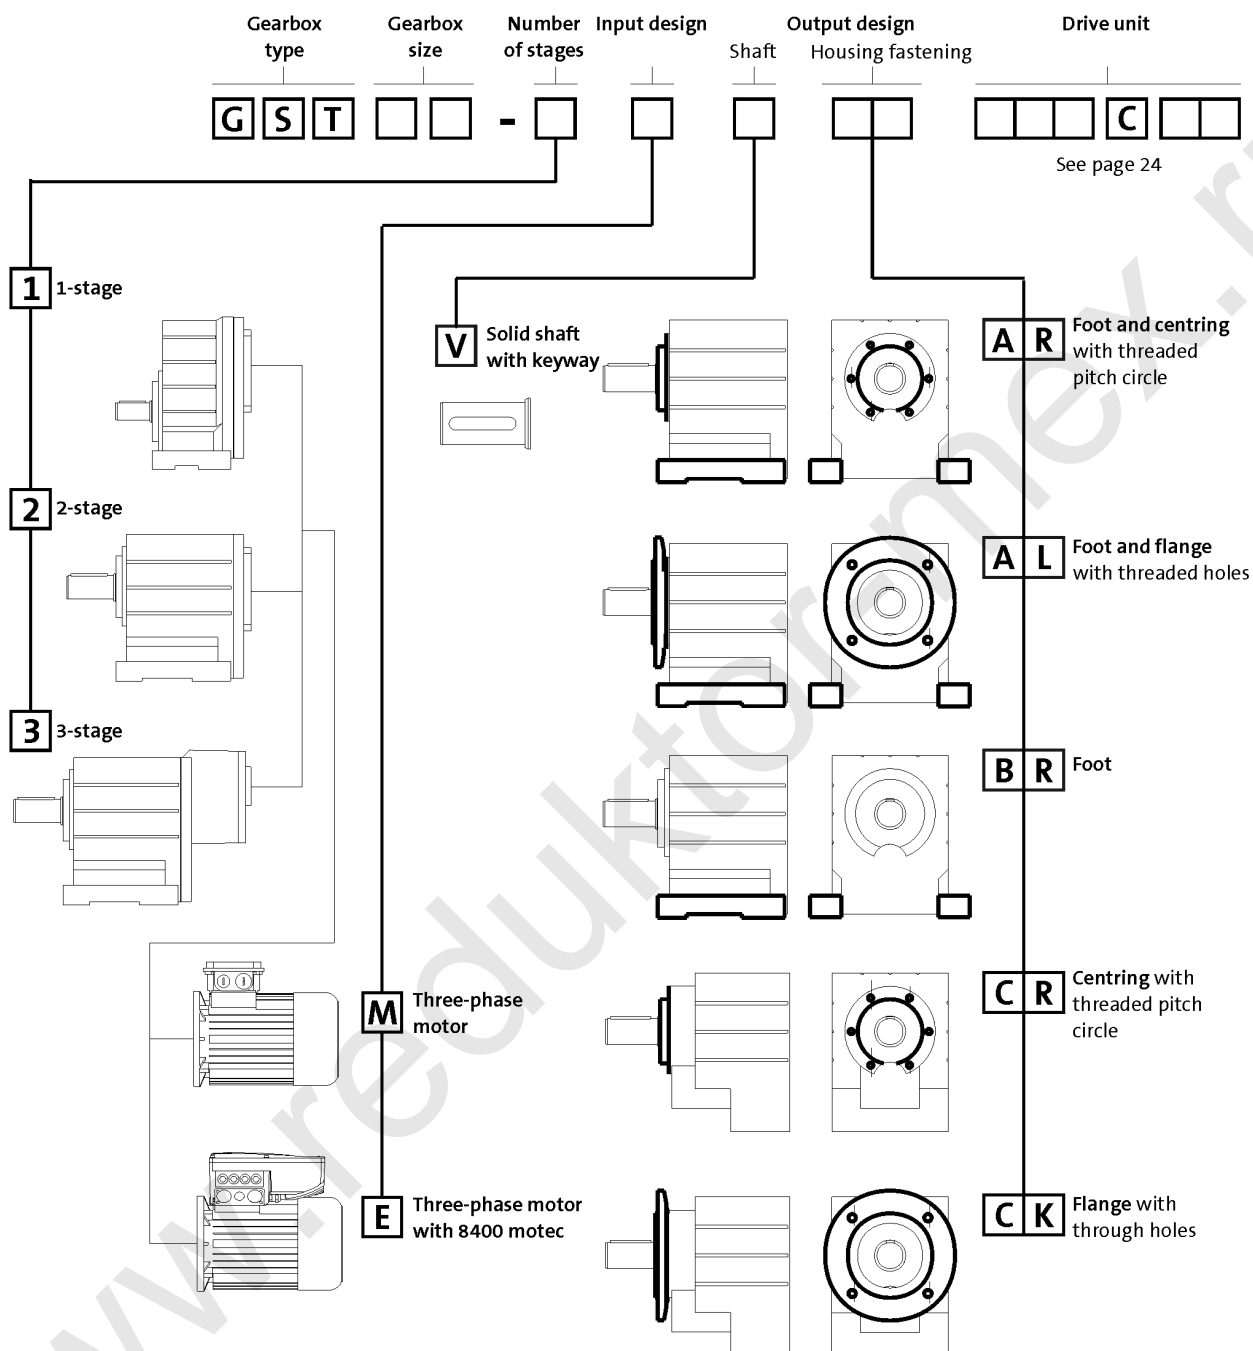 Gearbox type
Gearbox size
Number of stages
Input design
Output design
Shaft
Housing fastening
Drive unit
G S T - C
See page 24
1 1-stage
2 2-stage
3 3-stage
M Three-phase
motor
E Three-phase motor
with 8400 motec
V Solid shaft
with keyway
A R Foot and centring
with threaded
pitch circle
A L Foot and flange
with threaded holes
B R Foot
C R Centring with
threaded pitch
circle
C K Flange with
through holes
w.reduktor-mex.r